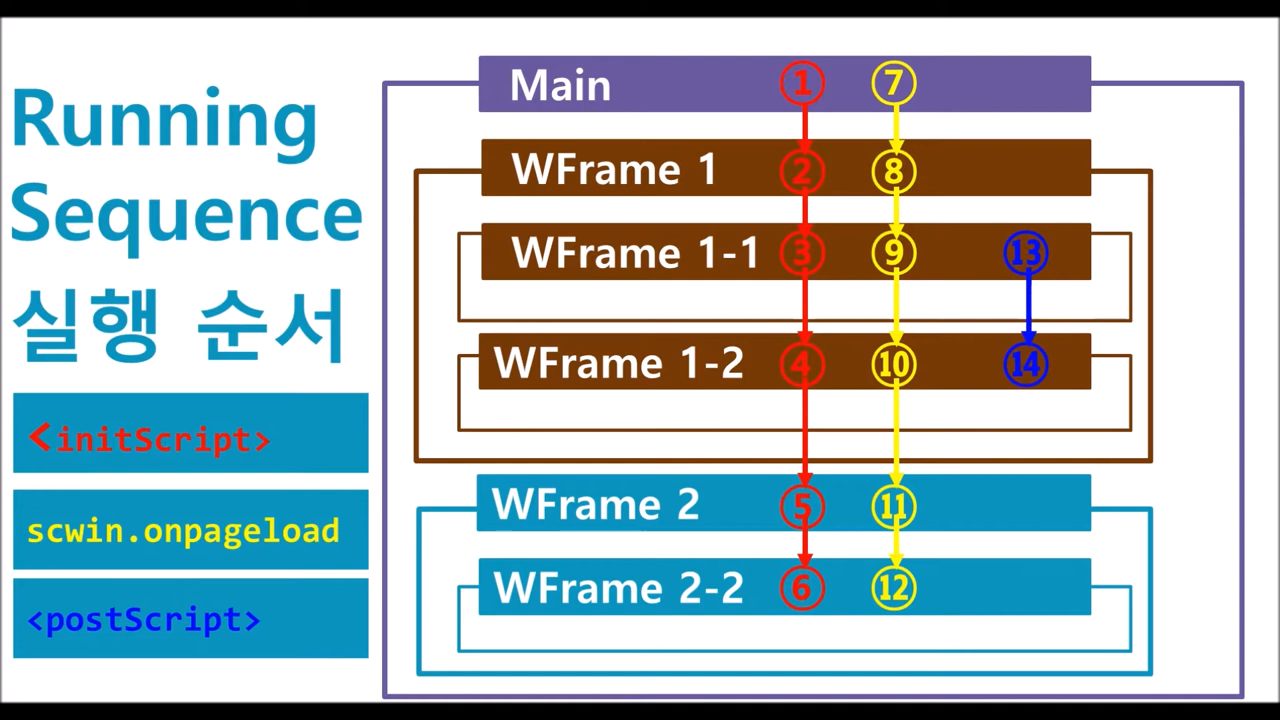 Running
Sequence
실행 순서
<initScript>
scwin.onpageload
<postScript>
Main ① ⑦
WFrame 1 ② ⑧
WFrame 1-1 ③ ⑨ ⑬
WFrame 1-2 ④ ⑩ ⑭
WFrame 2 ⑤ ⑪
WFrame 2-2 ⑥ ⑫